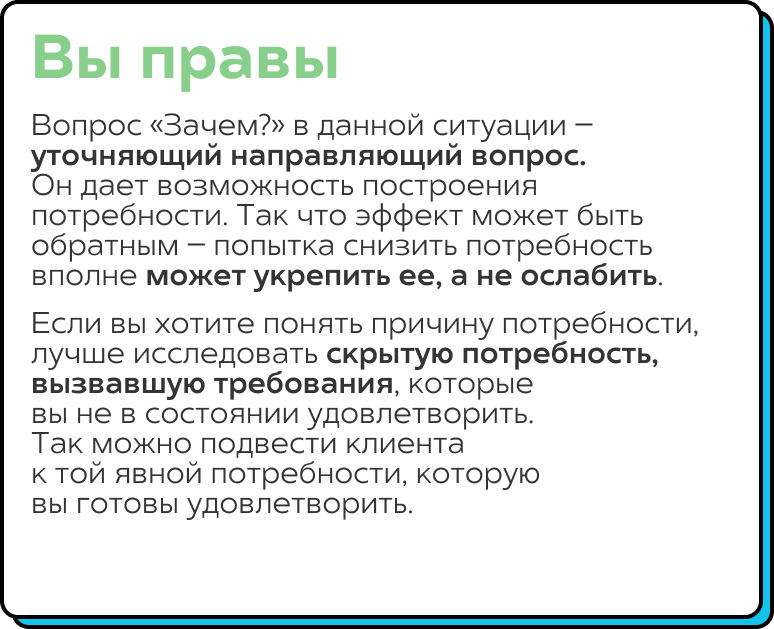 Вы правы
Вопрос «Зачем?» в данной ситуации –
уточняющий направляющий вопрос.
Он дает возможность построения
потребности. Так что эффект может быть
обратным – попытка снизить потребность
вполне может укрепить ее, а не ослабить.
Если вы хотите понять причину потребности,
лучше исследовать скрытую потребность,
вызвавшую требования, которые
вы не в состоянии удовлетворить.
Так можно подвести клиента
к той явной потребности, которую
вы готовы удовлетворить.